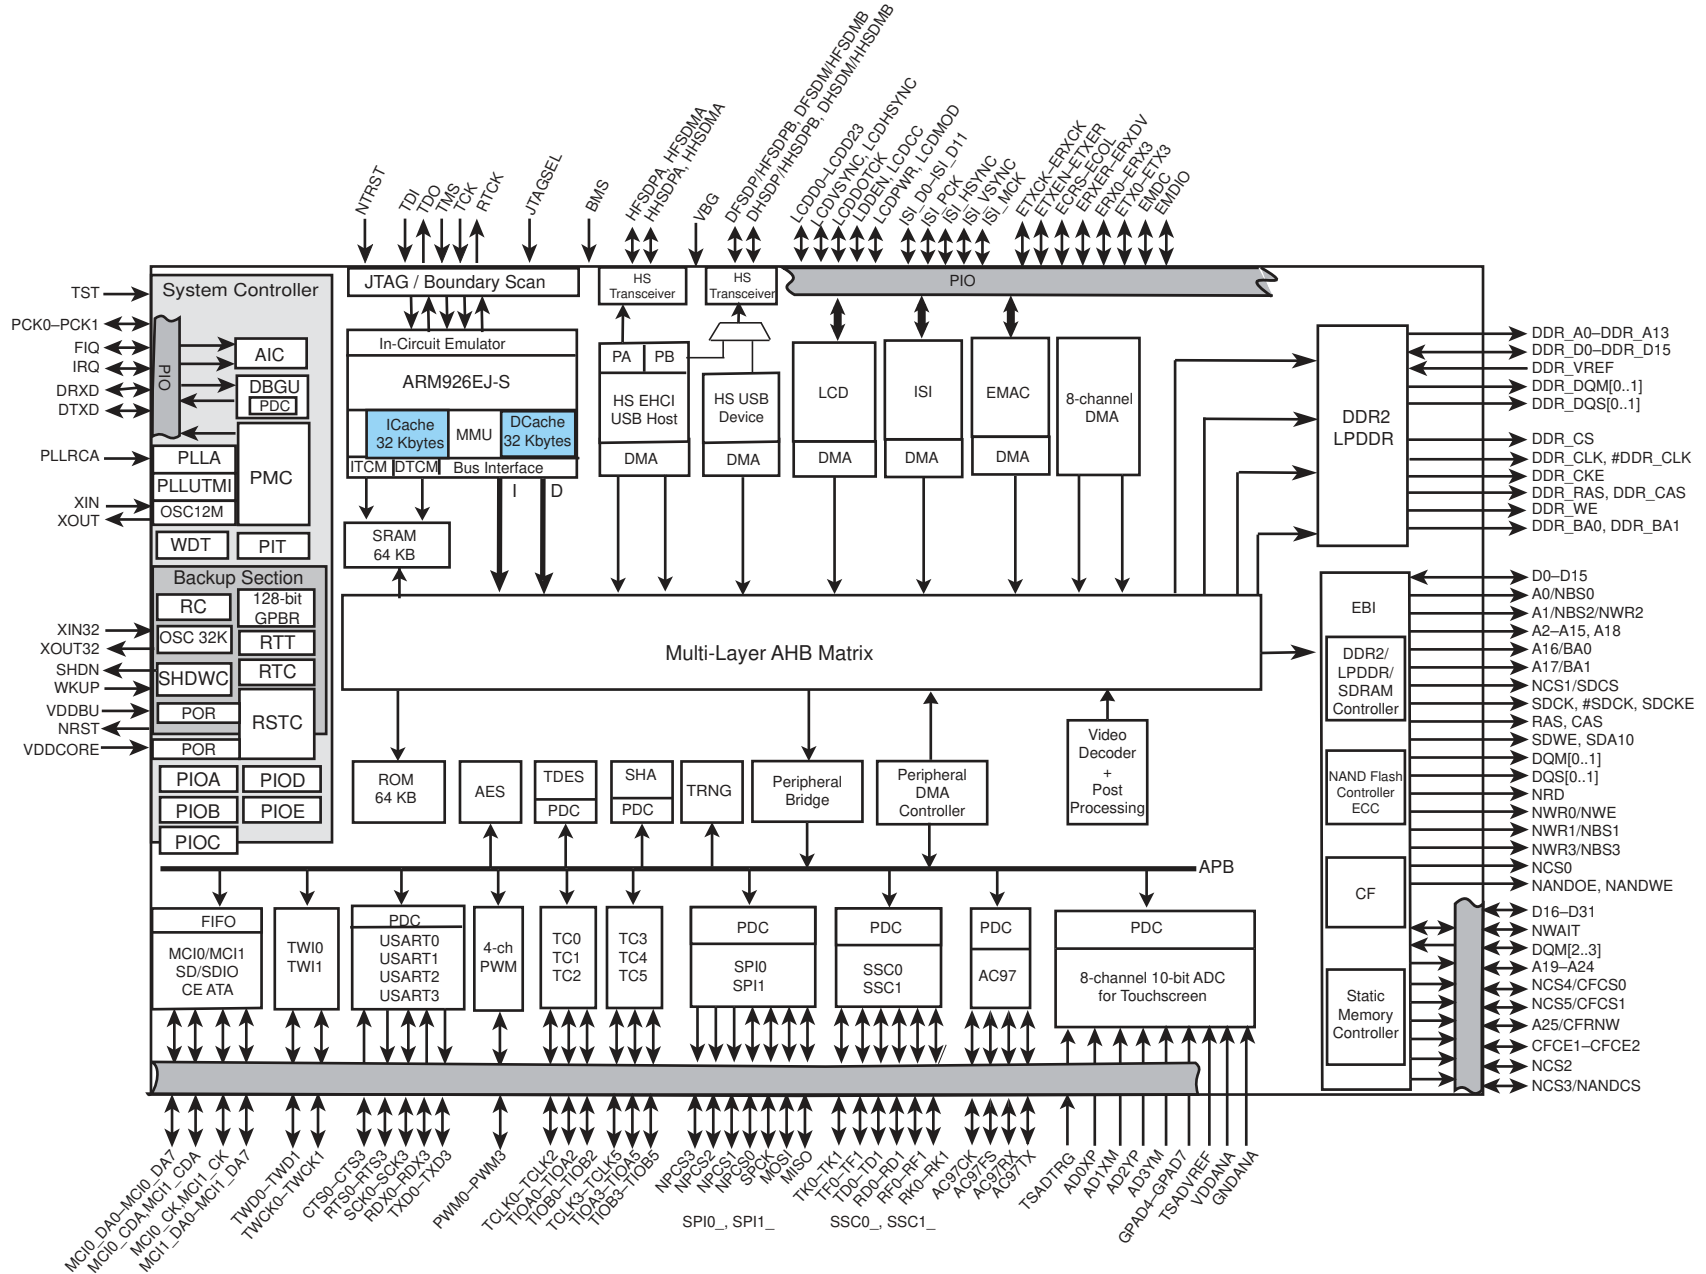 NTRST
TDI
TDO
TMS
TCK
RTCK
JTAGSEL
BMS
HFSDPA, HFSDMA
HHSDPA, HHSDMA
VBG
DFSDP/HFSDPB, DFSDM/HFSDMB
DHSDP/HHSDPB, DHSDM/HHSDMB
LCDD0–LCDD23
LCDVSYNC, LCDHSYNC
LCDDOTCK
LDDEN, LCDCC
LCDPWR, LCDMOD
ISI_D0–ISI_D11
ISI_PCK
ISI_HSYNC
ISI_VSYNC
ISI_MCK
ETXCK–ERXCK
ETXEN–ETXER
ECRS–ECOL
ERXER–ERXDV
ERX0–ERX3
ETX0–ETX3
EMDC
EMDIO
TST
PCK0–PCK1
FIQ
IRQ
DRXD
DTXD
PLLRCA
XIN
XOUT
XIN32
XOUT32
SHDN
WKUP
VDDBU
NRST
VDDCORE
System Controller
PIO
AIC
DBGU
PDC
PLLA
PLLUTMI
OSC12M
PMC
WDT
PIT
Backup Section
RC
128-bit
GPBR
OSC 32K
RTT
RTC
SHDWC
POR
RSTC
POR
PIOA
PIOD
PIOB
PIOE
PIOC
JTAG / Boundary Scan
In-Circuit Emulator
ARM926EJ-S
ICache
32 Kbytes
MMU
DCache
32 Kbytes
ITCM
DTCM
Bus Interface
I
D
SRAM
64 KB
HS
Transceiver
HS
Transceiver
PA
PB
HS EHCI
USB Host
DMA
HS USB
Device
DMA
PIO
LCD
DMA
ISI
DMA
EMAC
DMA
8-channel
DMA
DDR2
LPDDR
DDR_A0–DDR_A13
DDR_D0–DDR_D15
DDR_VREF
DDR_DQM[0..1]
DDR_DQS[0..1]
DDR_CS
DDR_CLK, #DDR_CLK
DDR_CKE
DDR_RAS, DDR_CAS
DDR_WE
DDR_BA0, DDR_BA1
Multi-Layer AHB Matrix
EBI
DDR2/
LPDDR/
SDRAM
Controller
NAND Flash
Controller
ECC
CF
Static
Memory
Controller
D0–D15
A0/NBS0
A1/NBS2/NWR2
A2–A15, A18
A16/BA0
A17/BA1
NCS1/SDCS
SDCK, #SDCK, SDCKE
RAS, CAS
SDWE, SDA10
DQM[0..1]
DQS[0..1]
NRD
NWR0/NWE
NWR1/NBS1
NWR3/NBS3
NCS0
NANDOE, NANDWE
D16–D31
NWAIT
DQM[2..3]
A19–A24
NCS4/CFCS0
NCS5/CFCS1
A25/CFRNW
CFCE1–CFCE2
NCS2
NCS3/NANDCS
ROM
64 KB
AES
TDES
PDC
SHA
PDC
TRNG
Peripheral
Bridge
Peripheral
DMA
Controller
Video
Decoder
+
Post
Processing
APB
FIFO
MCI0/MCI1
SD/SDIO
CE ATA
TWI0
TWI1
PDC
USART0
USART1
USART2
USART3
4-ch
PWM
TC0
TC1
TC2
TC3
TC4
TC5
PDC
SPI0
SPI1
PDC
SSC0
SSC1
PDC
AC97
PDC
8-channel 10-bit ADC
for Touchscreen
MCI0_DA0–MCI0_DA7
MCI0_CDA,MCI1_CDA
MCI0_CK,MCI1_CK
MCI1_DA0–MCI1_DA7
TWD0–TWD1
TWCK0–TWCK1
CTS0–CTS3
RTS0–RTS3
SCK0–SCK3
RDX0–RDX3
TXD0–TXD3
PWM0–PWM3
TCLK0–TCLK2
TIOA0–TIOA2
TIOB0–TIOB2
TCLK3–TCLK5
TIOA3–TIOA5
TIOB3–TIOB5
NPCS3
NPCS2
NPCS1
NPCS0
SPCK
MOSI
MISO
TK0–TK1
TF0–TF1
TD0–TD1
RD0–RD1
RF0–RF1
RK0–RK1
AC97CK
AC97FS
AC97RX
AC97TX
TSADTRG
AD0XP
AD1XM
AD2YP
AD3YM
GPAD4–GPAD7
TSADVREF
VDDANA
GNDANA
SPI0_, SPI1_
SSC0_, SSC1_